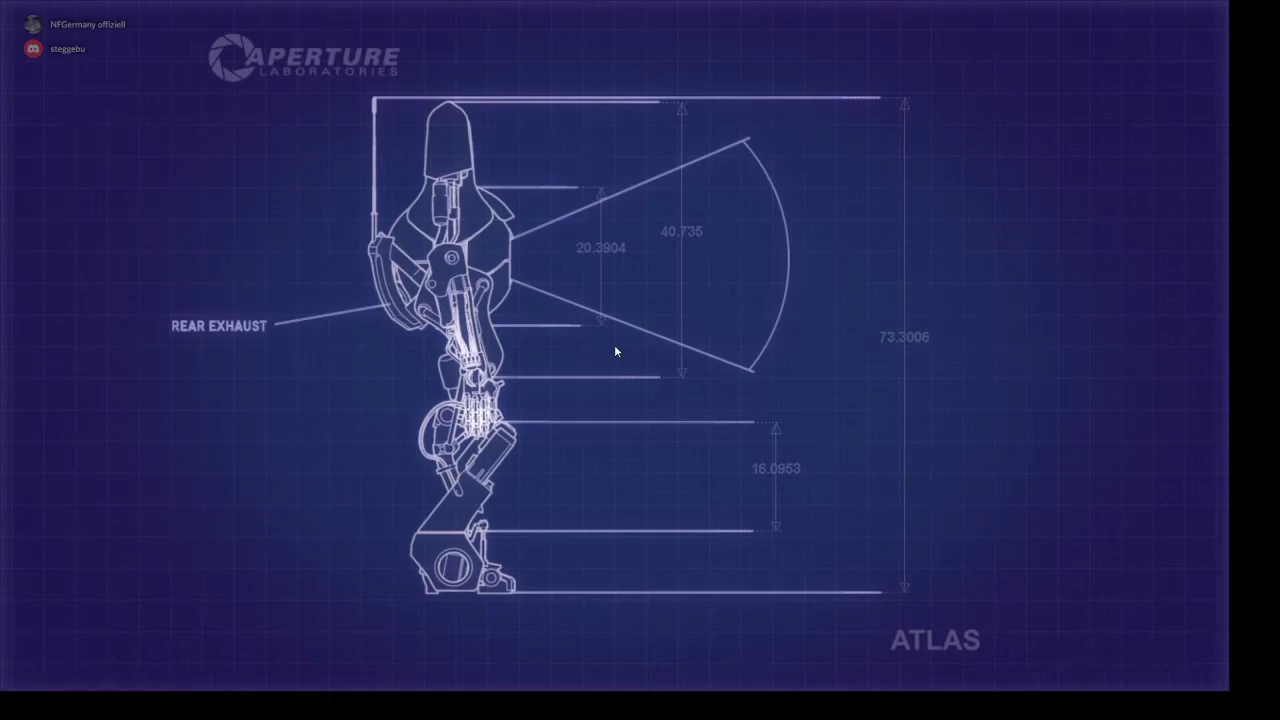 NFGermany offiziell
steggebu
APERTURE
LABORATORIES
20.3904
40.735
REAR EXHAUST
73.3006
16.0953
ATLAS